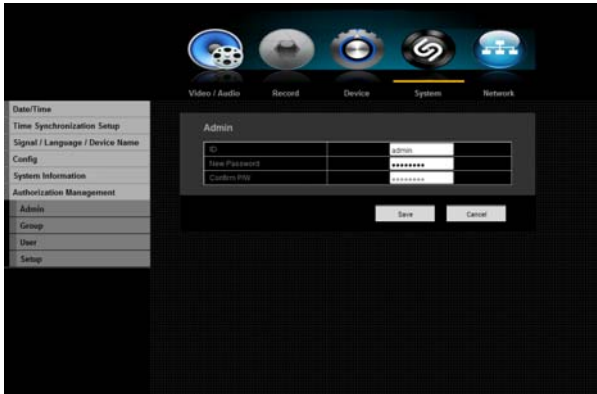 Video / Audio Record Device System Network
Date/Time
Time Synchronization Setup
Signal / Language / Device Name
Config
System Information
Authorization Management
Admin
Group
User
Setup
Admin
ID admin
New Password ●●●●●●●●
Confirm P/W ●●●●●●●●
Save Cancel